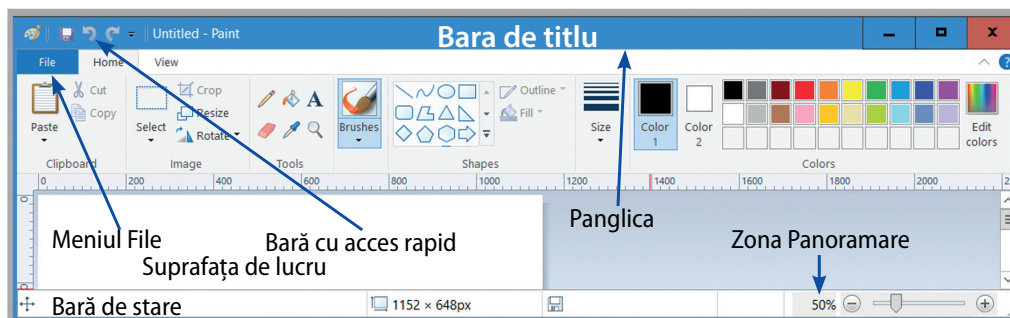 Untitled - Paint
Bara de titlu
File Home View
Cut
Copy
Paste
Clipboard
Select
Crop
Resize
Rotate
Image
A
Tools
Brushes
Outline
Fill
Shapes
Size
Color 1
Color 2
Edit colors
Colors
0 200 400 600 800 1000 1200 1400 1600 1800 2000 2
0
Panglica
Meniul File
Bară cu acces rapid
Zona Panoramare
Suprafața de lucru
Bară de stare
1152 × 648px
50%